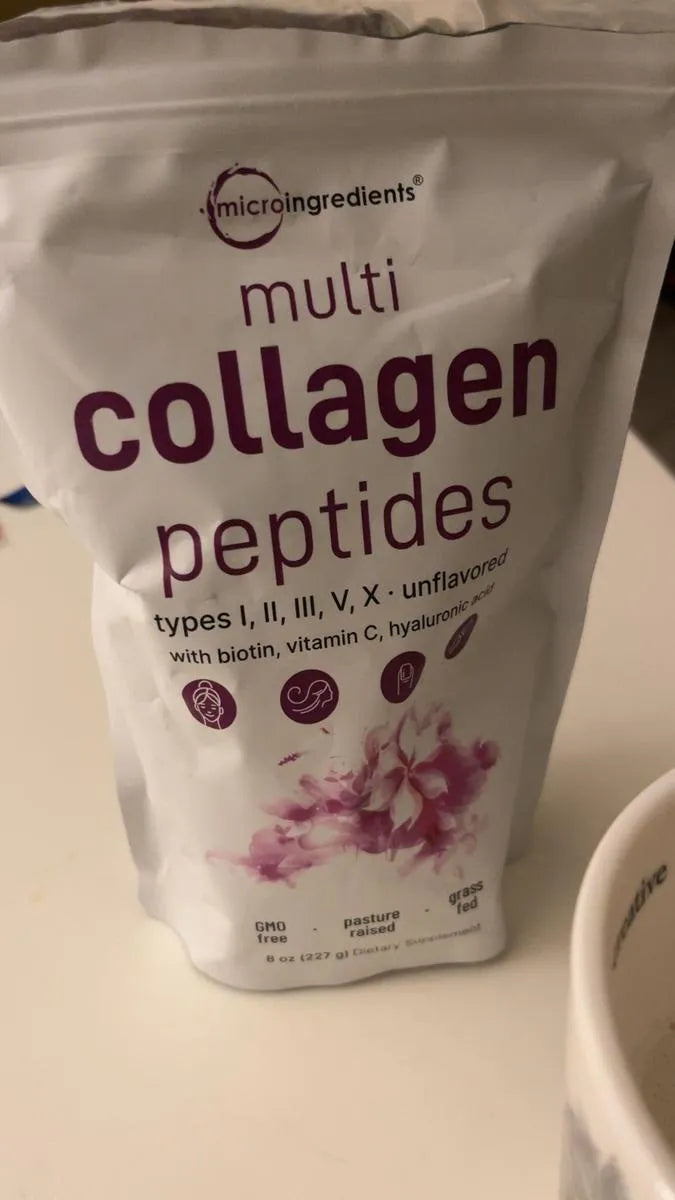 microingredients®
multi
collagen
peptides
types I, II, III, V, X · unflavored
with biotin, vitamin C, hyaluronic acid
GMO free · pasture raised · grass fed
8 oz (227 g) Dietary Supplement
creative